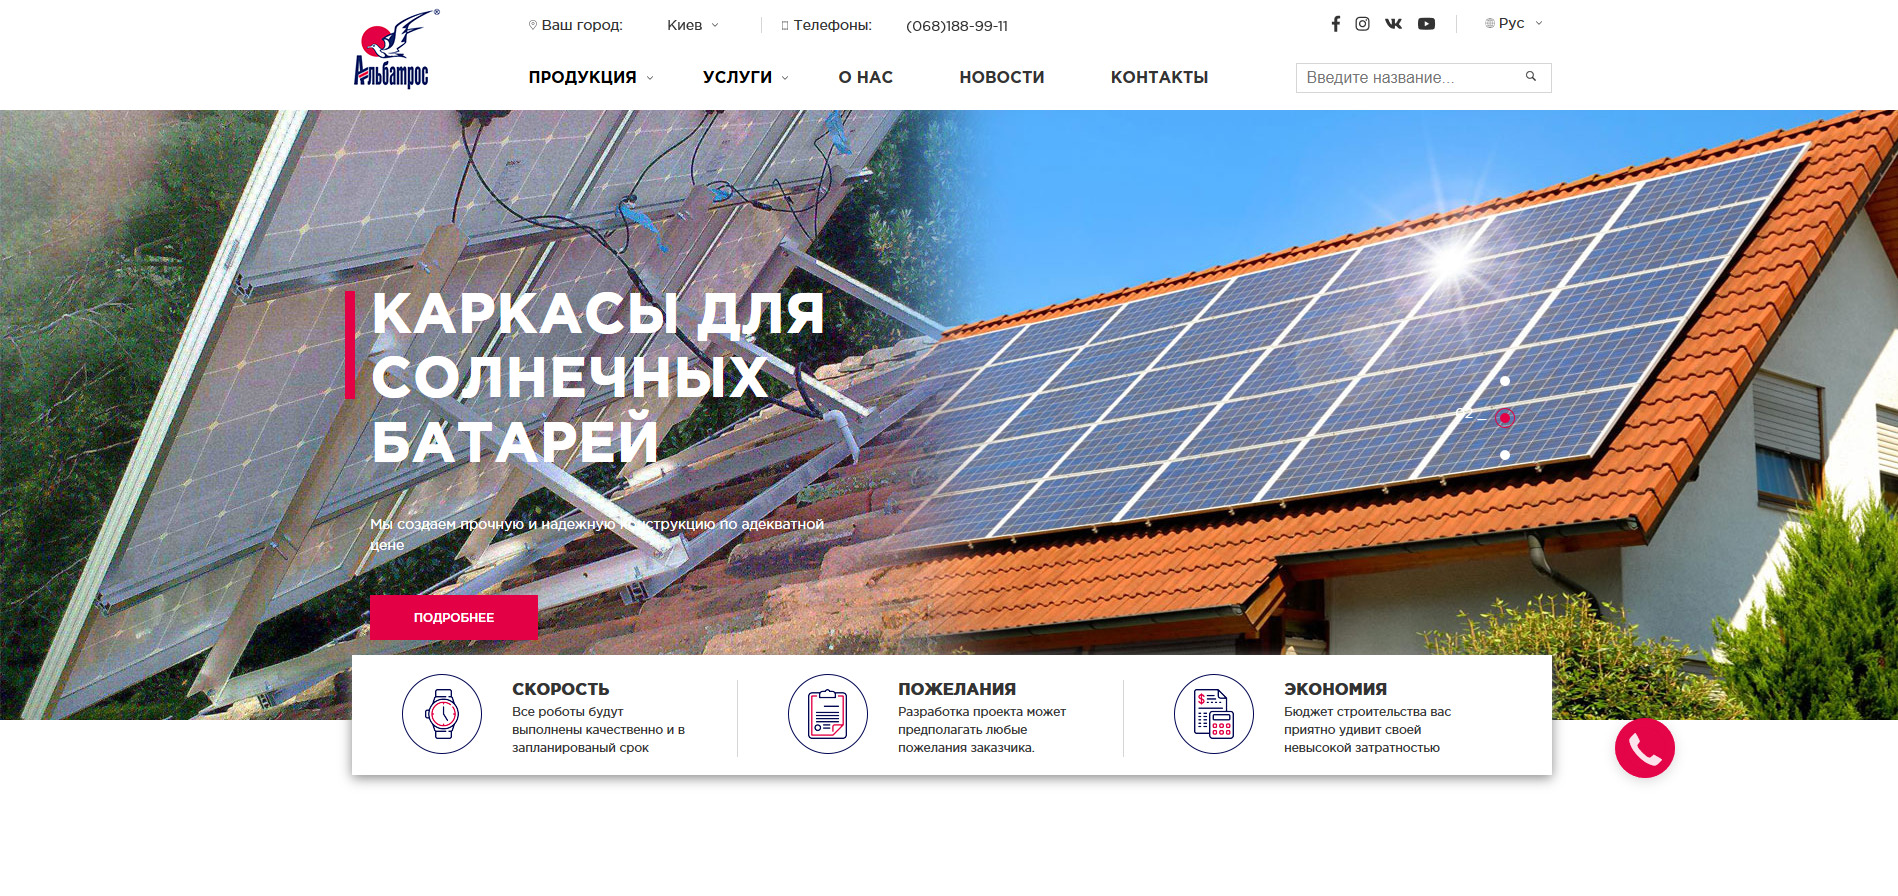 Альбатрос ®
Ваш город: Киев
Телефоны: (068)188-99-11
Рус
ПРОДУКЦИЯ
УСЛУГИ
О НАС
НОВОСТИ
КОНТАКТЫ
Введите название...
КАРКАСЫ ДЛЯ
СОЛНЕЧНЫХ
БАТАРЕЙ
02
Мы создаем прочную и надежную конструкцию по адекватной
цене
ПОДРОБНЕЕ
СКОРОСТЬ
Все роботы будут
выполнены качественно и в
запланированый срок
ПОЖЕЛАНИЯ
Разработка проекта может
предполагать любые
пожелания заказчика.
ЭКОНОМИЯ
Бюджет строительства вас
приятно удивит своей
невысокой затратностью